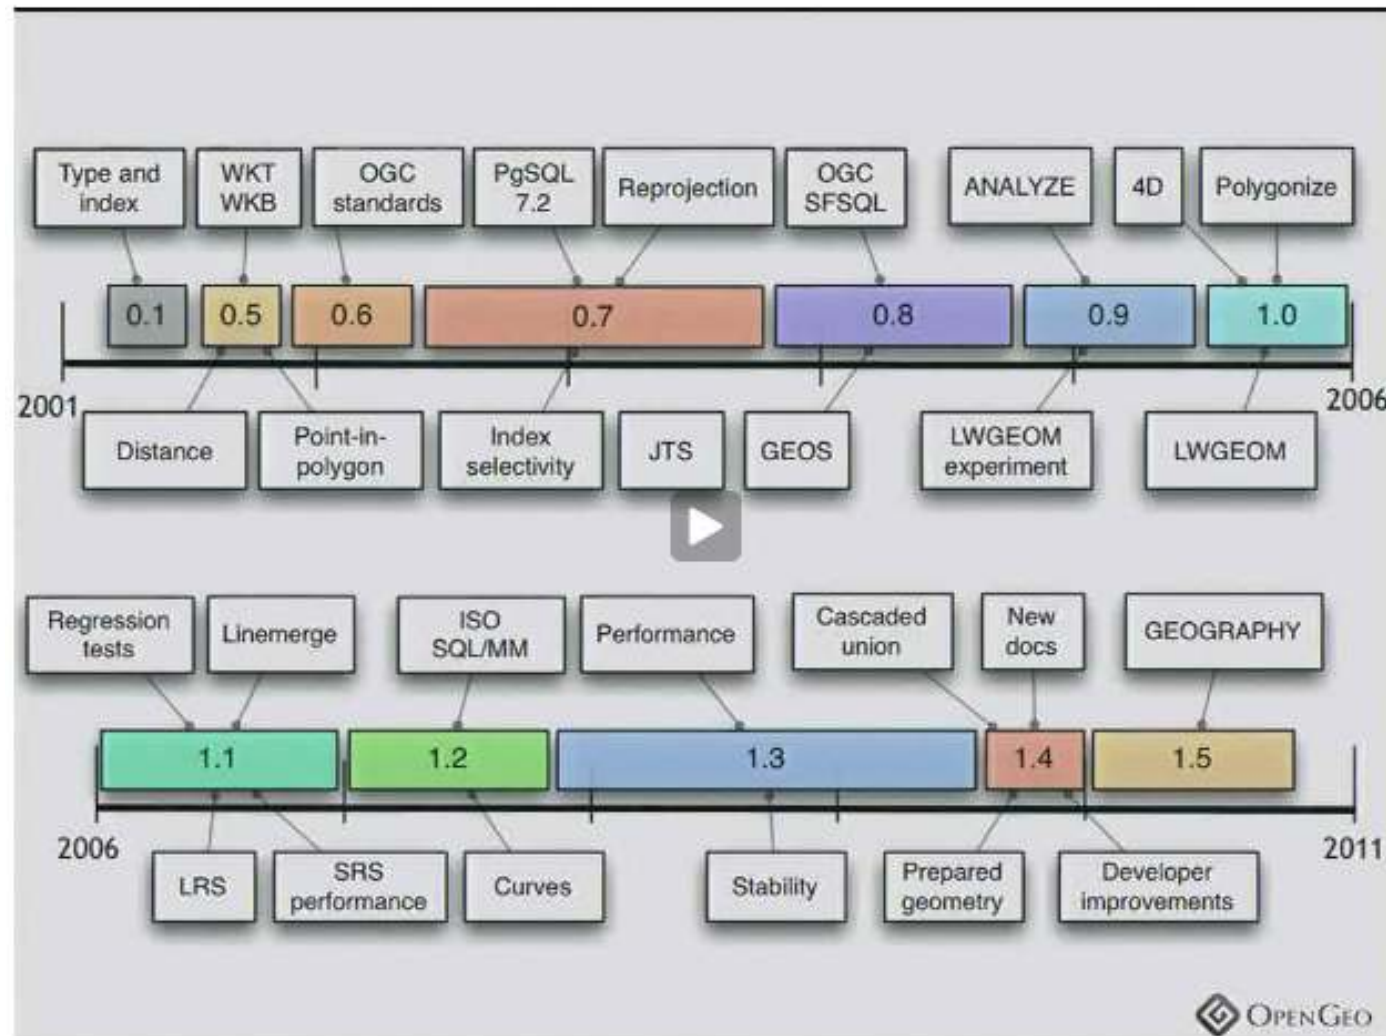 Type and
index
WKT
WKB
OGC
standards
PgSQL
7.2
Reprojection
OGC
SFSQL
ANALYZE
4D
Polygonize
0.1
0.5
0.6
0.7
0.8
0.9
1.0
2001
2006
Distance
Point-in-
polygon
Index
selectivity
JTS
GEOS
LWGEOM
experiment
LWGEOM
Regression
tests
Linemerge
ISO
SQL/MM
Performance
Cascaded
union
New
docs
GEOGRAPHY
1.1
1.2
1.3
1.4
1.5
2006
2011
LRS
SRS
performance
Curves
Stability
Prepared
geometry
Developer
improvements
OPENGEO